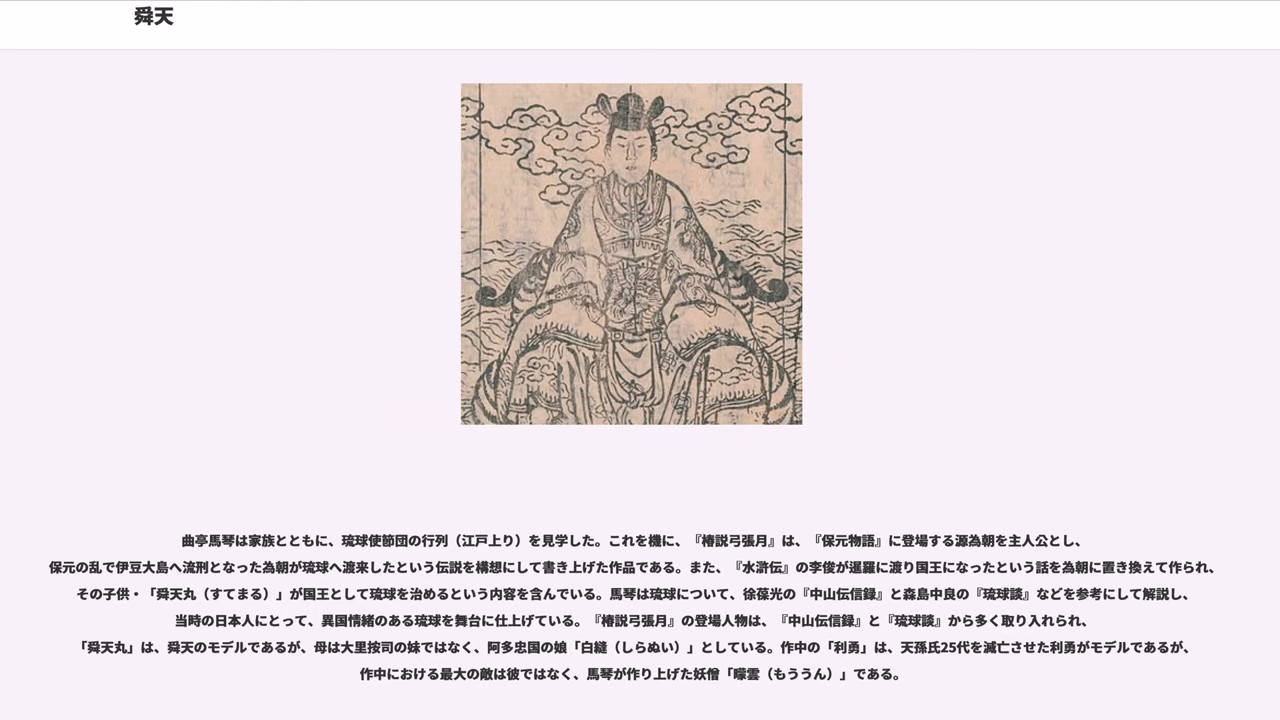 舜天
曲亭馬琴は家族とともに、琉球使節団の行列（江戸上り）を見学した。これを機に、『椿説弓張月』は、『保元物語』に登場する源為朝を主人公とし、
保元の乱で伊豆大島へ流刑となった為朝が琉球へ渡来したという伝説を構想にして書き上げた作品である。また、『水滸伝』の李俊が暹羅に渡り国王になったという話を為朝に置き換えて作られ、
その子供・「舜天丸（すてまる）」が国王として琉球を治めるという内容を含んでいる。馬琴は琉球について、徐葆光の『中山伝信録』と森島中良の『琉球談』などを参考にして解説し、
当時の日本人にとって、異国情緒のある琉球を舞台に仕上げている。『椿説弓張月』の登場人物は、『中山伝信録』と『琉球談』から多く取り入れられ、
「舜天丸」は、舜天のモデルであるが、母は大里按司の妹ではなく、阿多忠国の娘「白縫（しらぬい）」としている。作中の「利勇」は、天孫氏25代を滅亡させた利勇がモデルであるが、
作中における最大の敵は彼ではなく、馬琴が作り上げた妖僧「曚雲（もううん）」である。